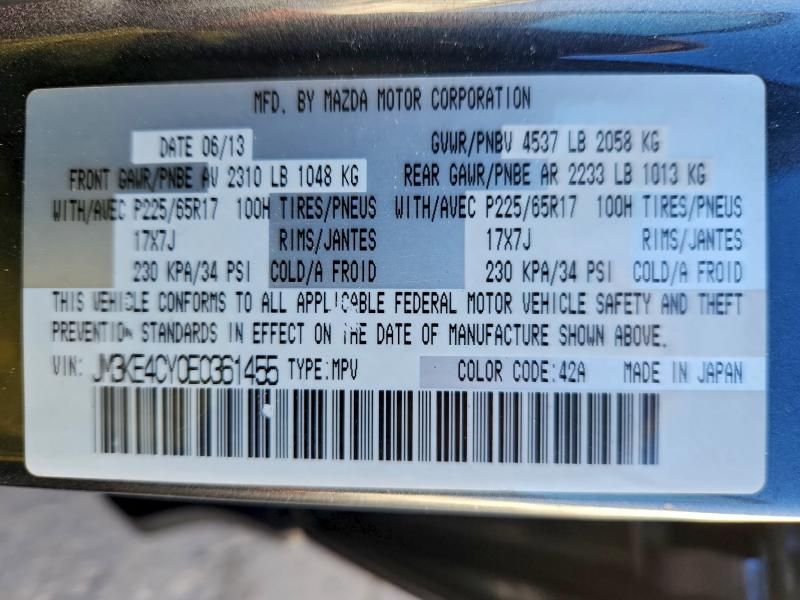 MFD. BY MAZDA MOTOR CORPORATION
DATE 06/13 GVWR/PNBV 4537 LB 2058 KG
FRONT GAWR/PNBE AV 2310 LB 1048 KG REAR GAWR/PNBE AR 2233 LB 1013 KG
WITH/AVEC P225/65R17 100H TIRES/PNEUS WITH/AVEC P225/65R17 100H TIRES/PNEUS
17X7J RIMS/JANTES 17X7J RIMS/JANTES
230 KPA/34 PSI COLD/A FROID 230 KPA/34 PSI COLD/A FROID
THIS VEHICLE CONFORMS TO ALL APPLICABLE FEDERAL MOTOR VEHICLE SAFETY AND THEFT
PREVENTION STANDARDS IN EFFECT ON THE DATE OF MANUFACTURE SHOWN ABOVE.
VIN: JM3KE4CY0E0361455 TYPE:MPV COLOR CODE:42A MADE IN JAPAN